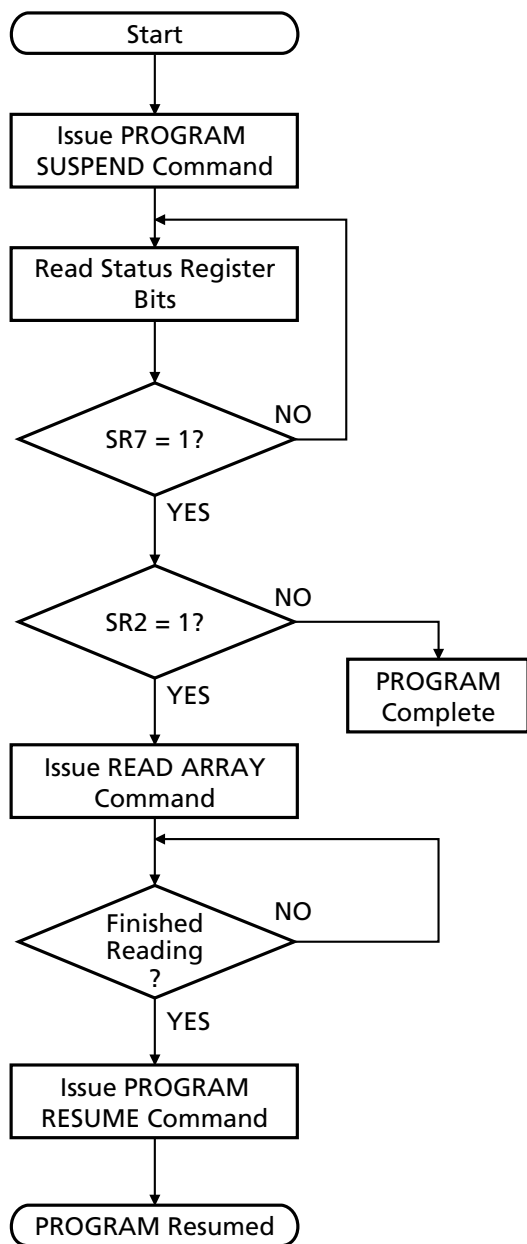 Start
Issue PROGRAM
SUSPEND Command
Read Status Register
Bits
SR7 = 1?
NO
YES
SR2 = 1?
NO
YES
PROGRAM
Complete
Issue READ ARRAY
Command
Finished
Reading
?
NO
YES
Issue PROGRAM
RESUME Command
PROGRAM Resumed